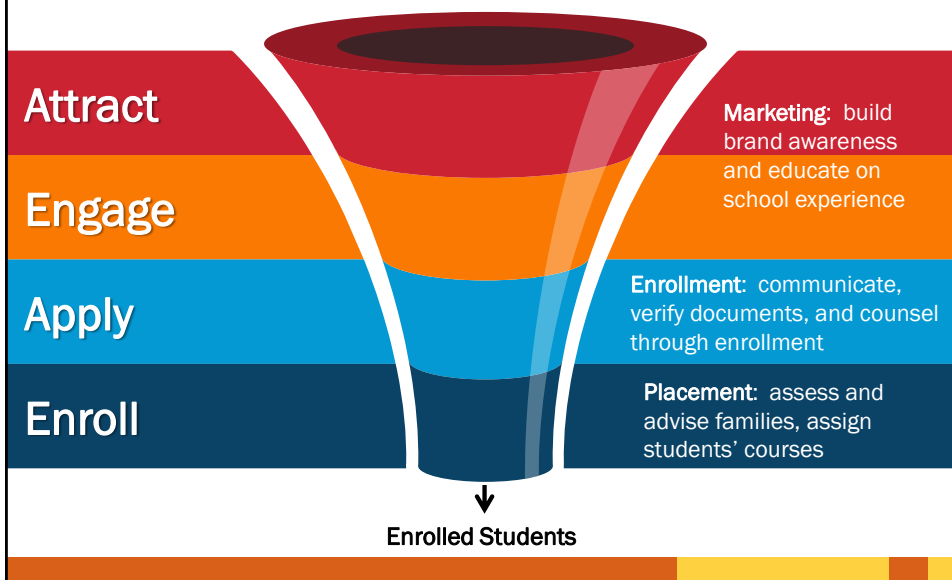 Attract
Marketing: build
brand awareness
and educate on
school experience
Engage
Enrollment: communicate,
verify documents, and counsel
through enrollment
Apply
Placement: assess and
advise families, assign
students’ courses
Enroll
Enrolled Students